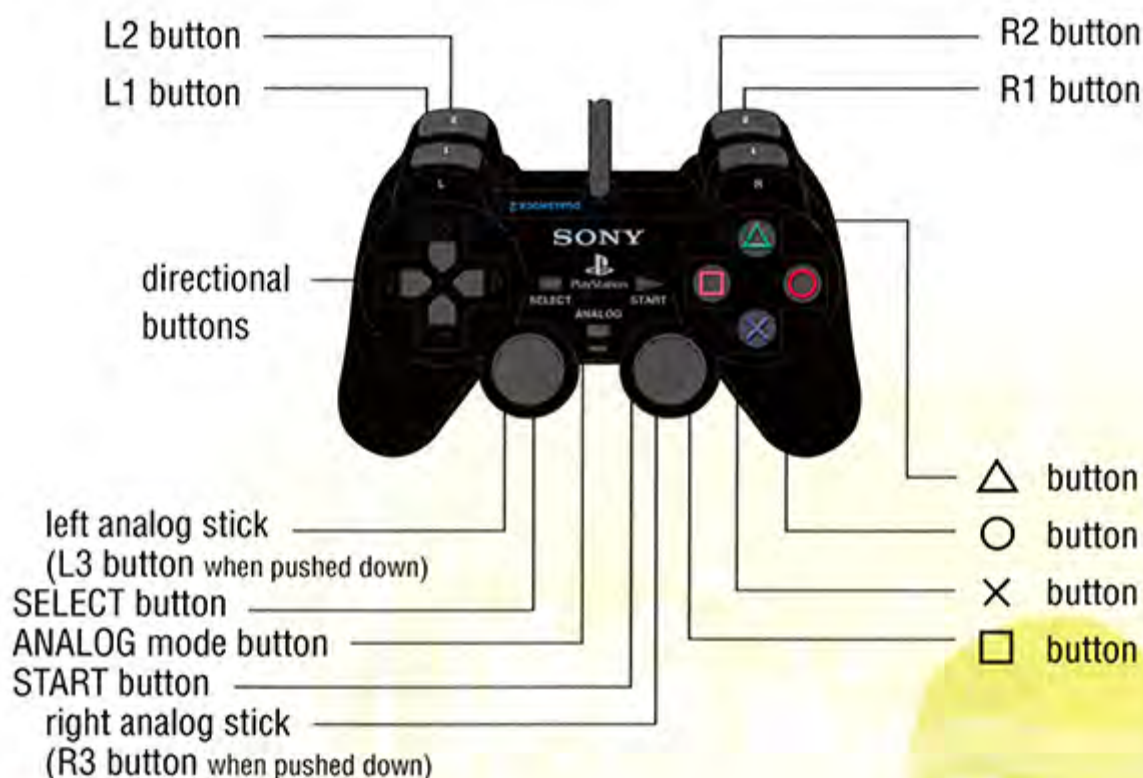 L2 button
L1 button
R2 button
R1 button
L
R
SONY
PlayStation
SELECT
START
ANALOG
directional
buttons
△ button
○ button
× button
□ button
left analog stick
(L3 button when pushed down)
SELECT button
ANALOG mode button
START button
right analog stick
(R3 button when pushed down)